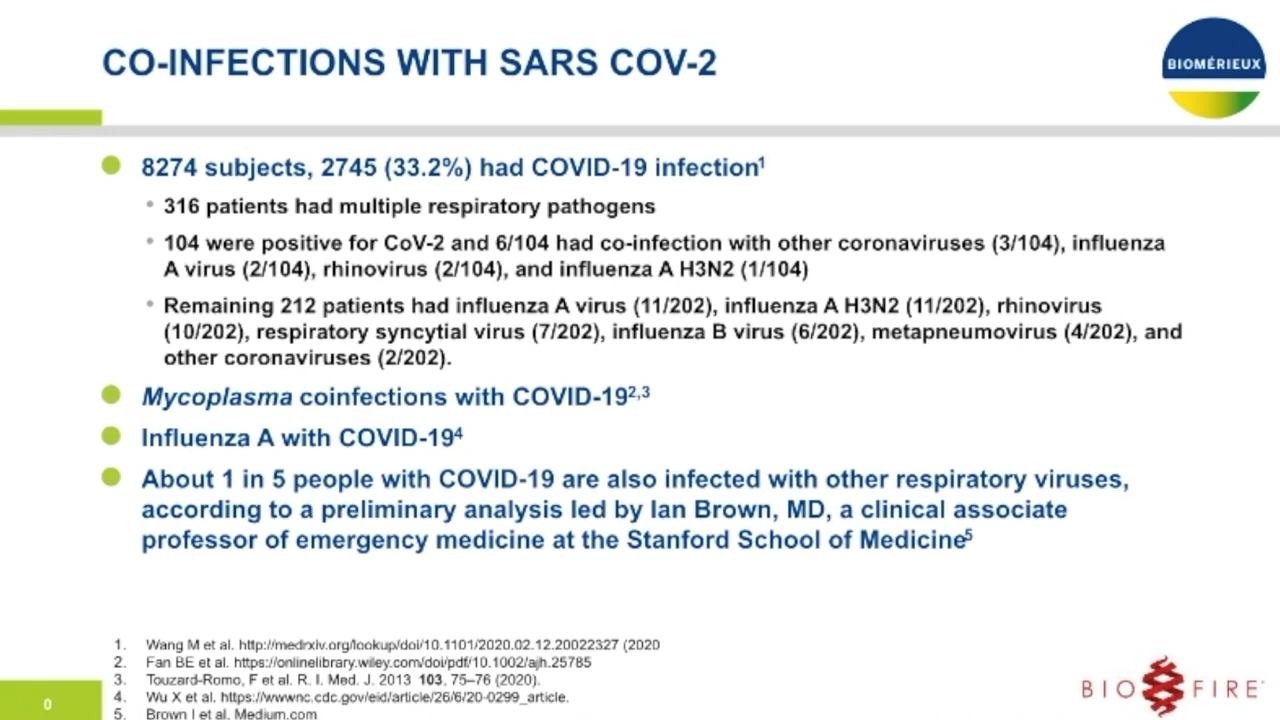 CO-INFECTIONS WITH SARS COV-2
BIOMÉRIEUX
8274 subjects, 2745 (33.2%) had COVID-19 infection¹
316 patients had multiple respiratory pathogens
104 were positive for CoV-2 and 6/104 had co-infection with other coronaviruses (3/104), influenza
A virus (2/104), rhinovirus (2/104), and influenza A H3N2 (1/104)
Remaining 212 patients had influenza A virus (11/202), influenza A H3N2 (11/202), rhinovirus
(10/202), respiratory syncytial virus (7/202), influenza B virus (6/202), metapneumovirus (4/202), and
other coronaviruses (2/202).
Mycoplasma coinfections with COVID-19²,³
Influenza A with COVID-19⁴
About 1 in 5 people with COVID-19 are also infected with other respiratory viruses,
according to a preliminary analysis led by Ian Brown, MD, a clinical associate
professor of emergency medicine at the Stanford School of Medicine⁵
1. Wang M et al. http://medrxiv.org/lookup/doi/10.1101/2020.02.12.20022327 (2020
2. Fan BE et al. https://onlinelibrary.wiley.com/doi/pdf/10.1002/ajh.25785
3. Touzard-Romo, F et al. R. I. Med. J. 2013 103, 75–76 (2020).
4. Wu X et al. https://wwwnc.cdc.gov/eid/article/26/6/20-0299_article.
5. Brown I et al. Medium.com
0
BIO FIRE